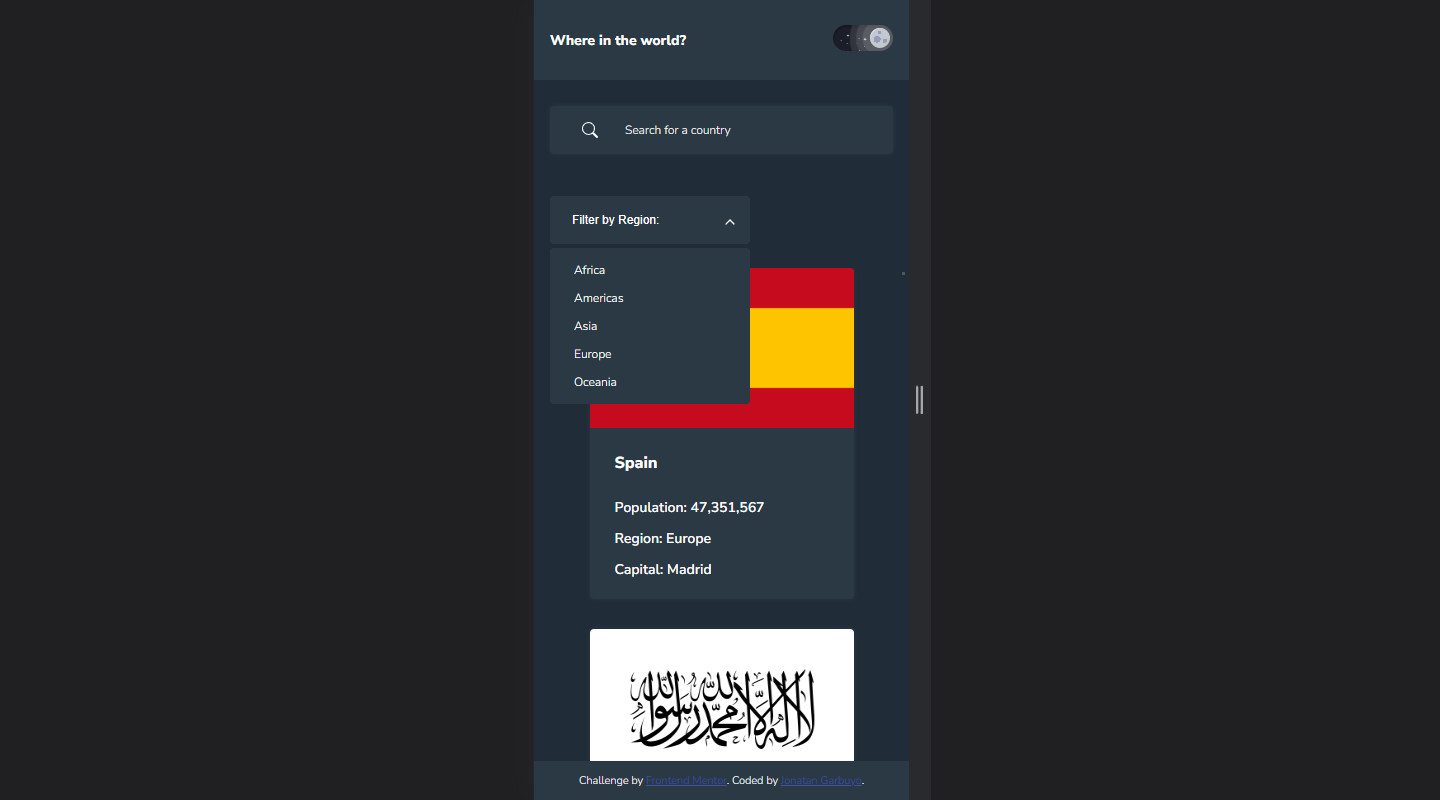 Where in the world?
Search for a country
Filter by Region:
Africa
Americas
Asia
Europe
Oceania
Spain
Population: 47,351,567
Region: Europe
Capital: Madrid
لا إله إلا الله محمد رسول الله
Challenge by Frontend Mentor. Coded by Jonatan Garbuyo.